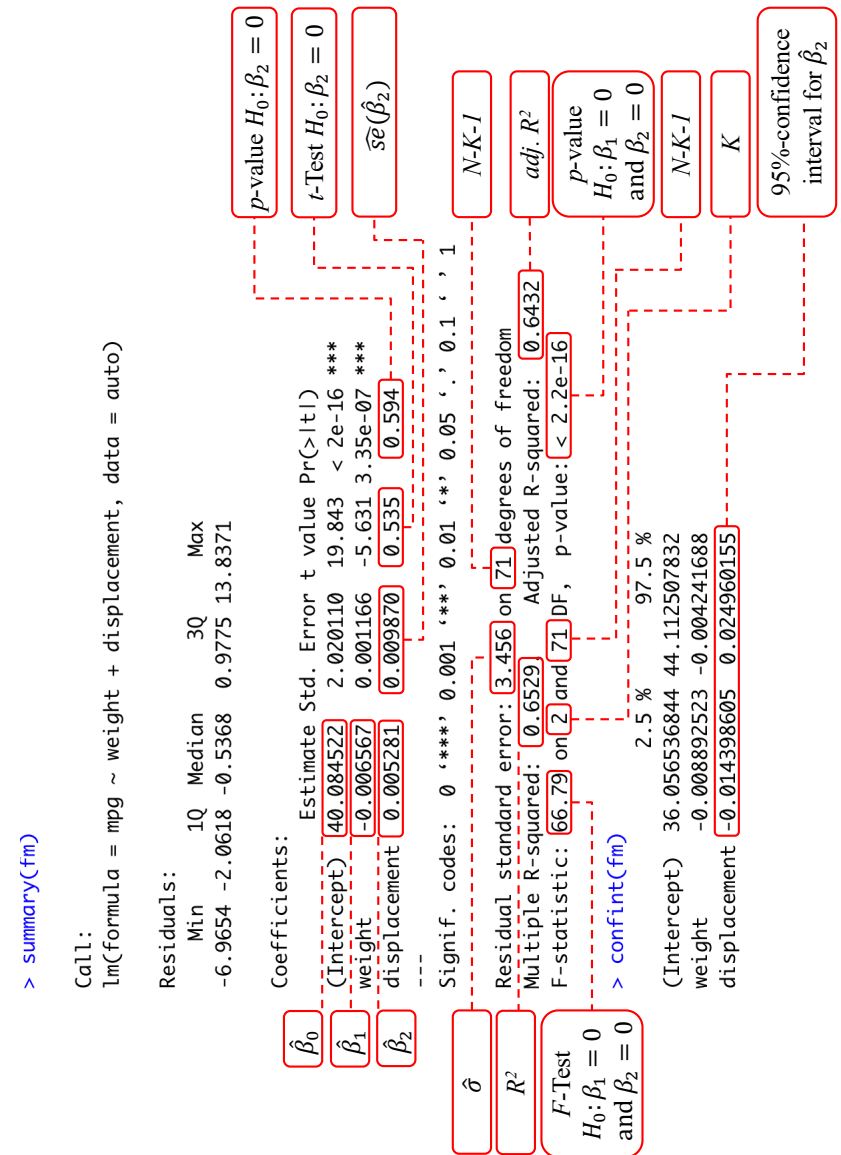 > summary(fm)
Call:
lm(formula = mpg ~ weight + displacement, data = auto)
Residuals:
Min 1Q Median 3Q Max
-6.9654 -2.0618 -0.5368 0.9775 13.8371
Coefficients:
Estimate Std. Error t value Pr(>|t|)
(Intercept) 40.084522 2.020110 19.843 < 2e-16 ***
weight -0.006567 0.001166 -5.631 3.35e-07 ***
displacement 0.005281 0.009870 0.535 0.594
---
Signif. codes: 0 ‘***’ 0.001 ‘**’ 0.01 ‘*’ 0.05 ‘.’ 0.1 ‘ ’ 1
Residual standard error: 3.456 on 71 degrees of freedom
Multiple R-squared: 0.6529, Adjusted R-squared: 0.6432
F-statistic: 66.79 on 2 and 71 DF, p-value: < 2.2e-16
> confint(fm)
2.5 % 97.5 %
(Intercept) 36.056536844 44.112507832
weight -0.008892523 -0.004241688
displacement -0.014398605 0.024960155
β̂₀
β̂₁
β̂₂
σ̂
R²
F-Test
H₀: β₁ = 0
and β₂ = 0
p-value H₀: β₂ = 0
t-Test H₀: β₂ = 0
ŝe(β̂₂)
N-K-1
adj. R²
p-value
H₀: β₁ = 0
and β₂ = 0
N-K-1
K
95%-confidence
interval for β̂₂